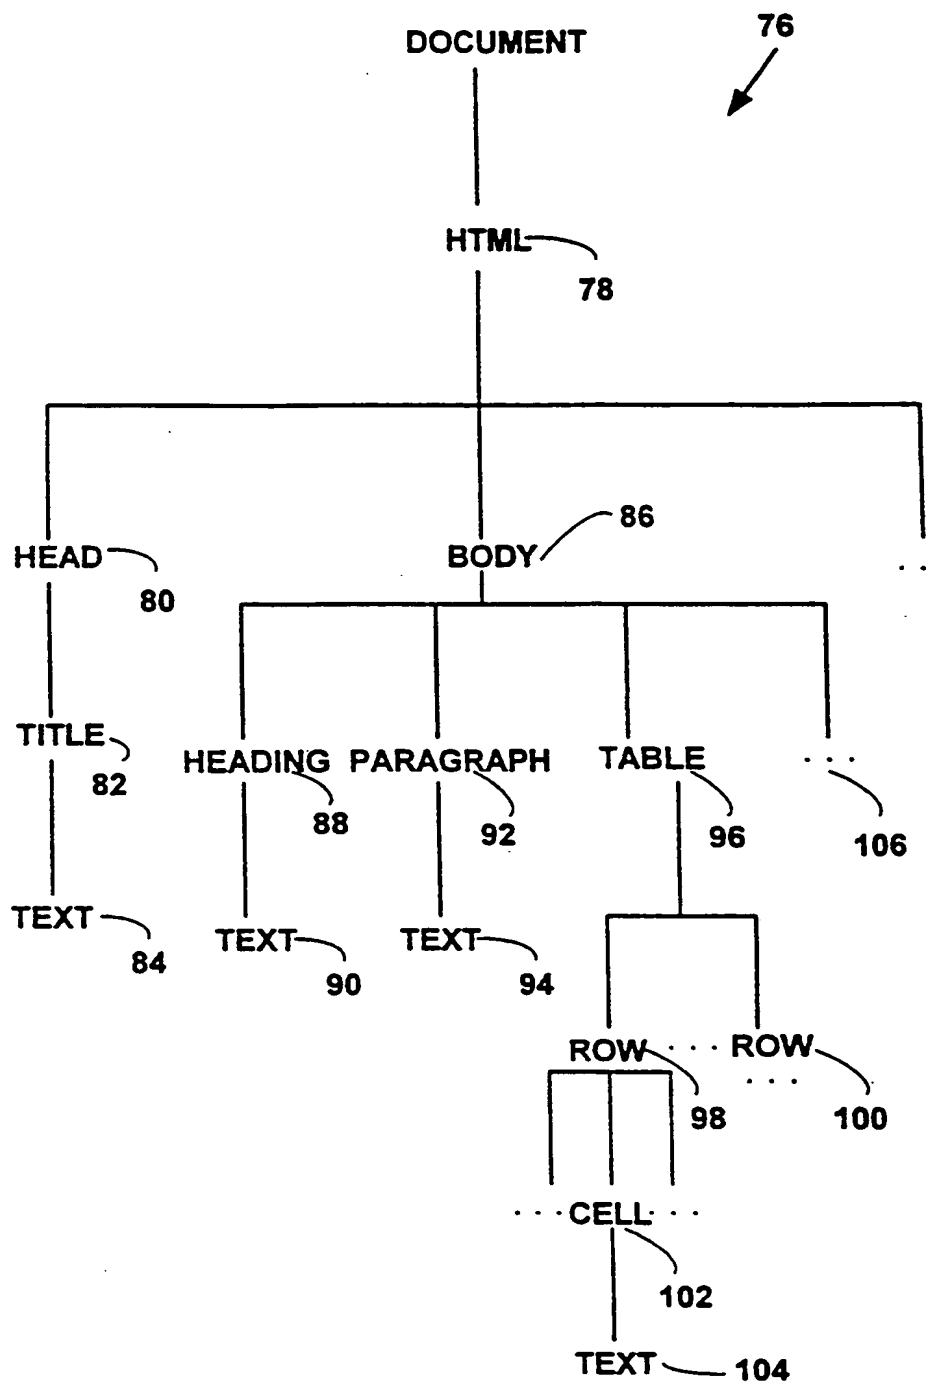 76
DOCUMENT
HTML
78
86
HEAD
BODY
. .
80
TITLE
82
HEADING PARAGRAPH TABLE . . .
88
92
96
106
TEXT
84
TEXT
90
TEXT
94
ROW . . . ROW
. . .
98
100
. . . CELL . . .
102
TEXT
104